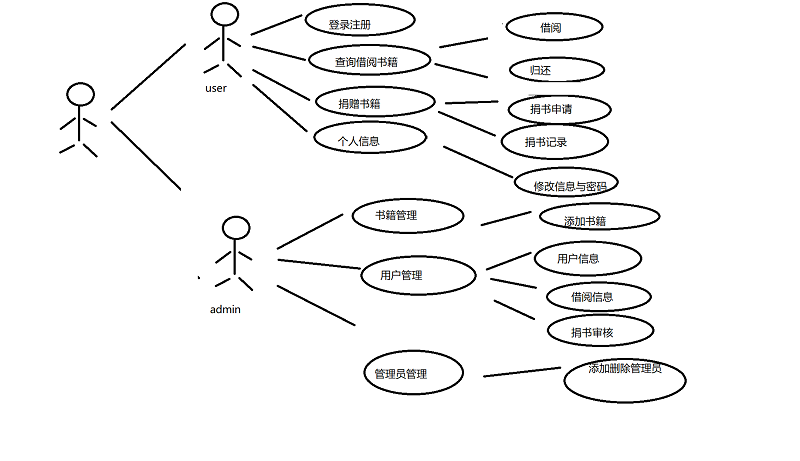 登录注册
借阅
查询借阅书籍
归还
user
捐赠书籍
捐书申请
个人信息
捐书记录
修改信息与密码
书籍管理
添加书籍
用户管理
用户信息
借阅信息
admin
捐书审核
管理员管理
添加删除管理员